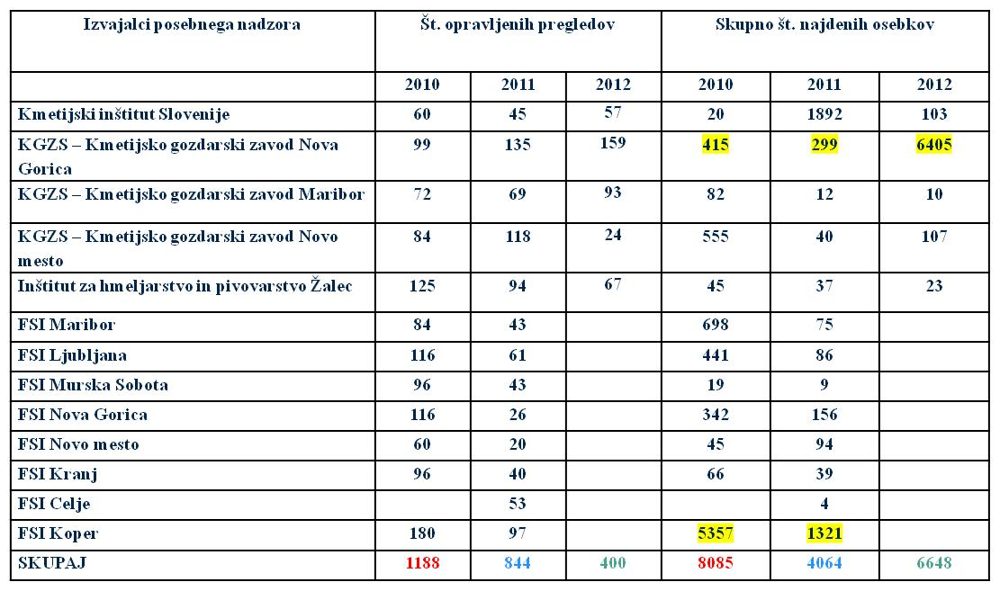 Izvajalci posebnega nadzora Št. opravljenih pregledov Skupno št. najdenih osebkov
2010 2011 2012 2010 2011 2012
Kmetijski inštitut Slovenije 60 45 57 20 1892 103
KGZS – Kmetijsko gozdarski zavod Nova 99 135 159 415 299 6405
Gorica
KGZS – Kmetijsko gozdarski zavod Maribor 72 69 93 82 12 10
KGZS – Kmetijsko gozdarski zavod Novo 84 118 24 555 40 107
mesto
Inštitut za hmeljarstvo in pivovarstvo Žalec 125 94 67 45 37 23
FSI Maribor 84 43 698 75
FSI Ljubljana 116 61 441 86
FSI Murska Sobota 96 43 19 9
FSI Nova Gorica 116 26 342 156
FSI Novo mesto 60 20 45 94
FSI Kranj 96 40 66 39
FSI Celje 53 4
FSI Koper 180 97 5357 1321
SKUPAJ 1188 844 400 8085 4064 6648